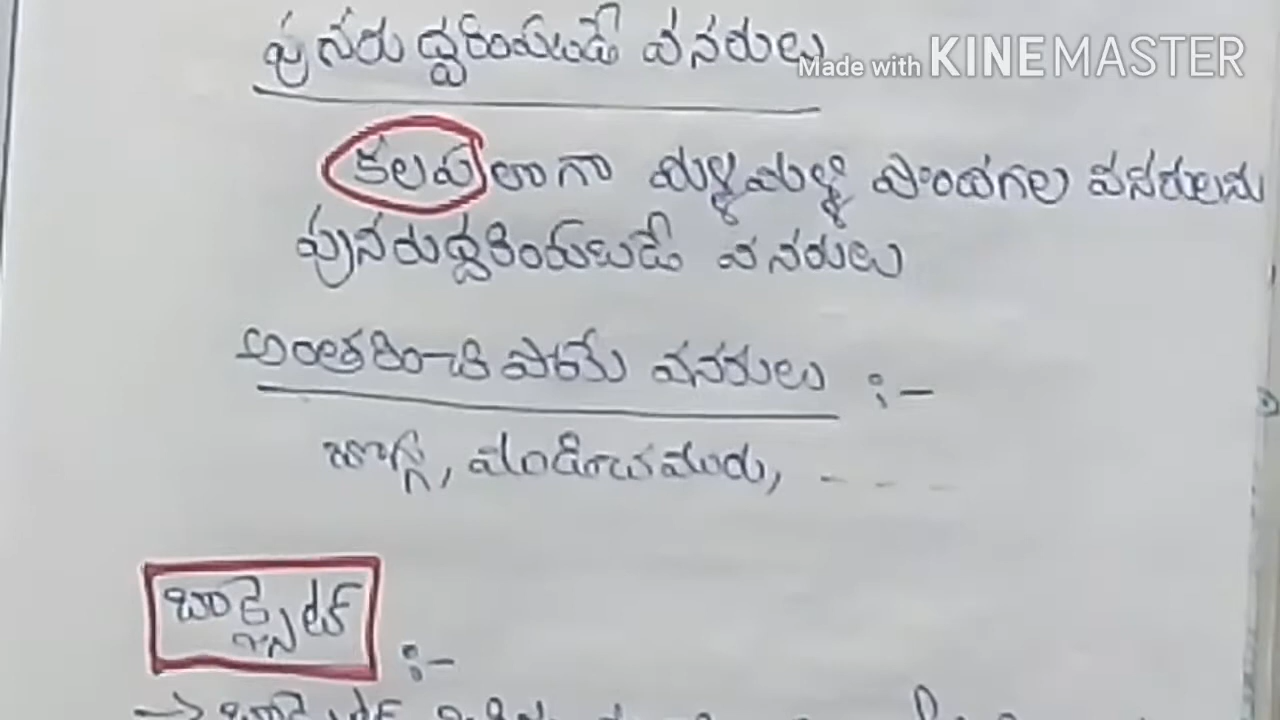 పునరుద్ధరింపబడే వనరులు
Made with KINEMASTER
కలప లాగా మళ్ళీమళ్ళీ పొందగల వనరులను
పునరుద్ధరింపబడే వనరులు
అంతరించి పోయే వనరులు :-
బొగ్గు, ముడిచమురు, - - - -
బాక్సైట్ :-
→ బాక్సైట్